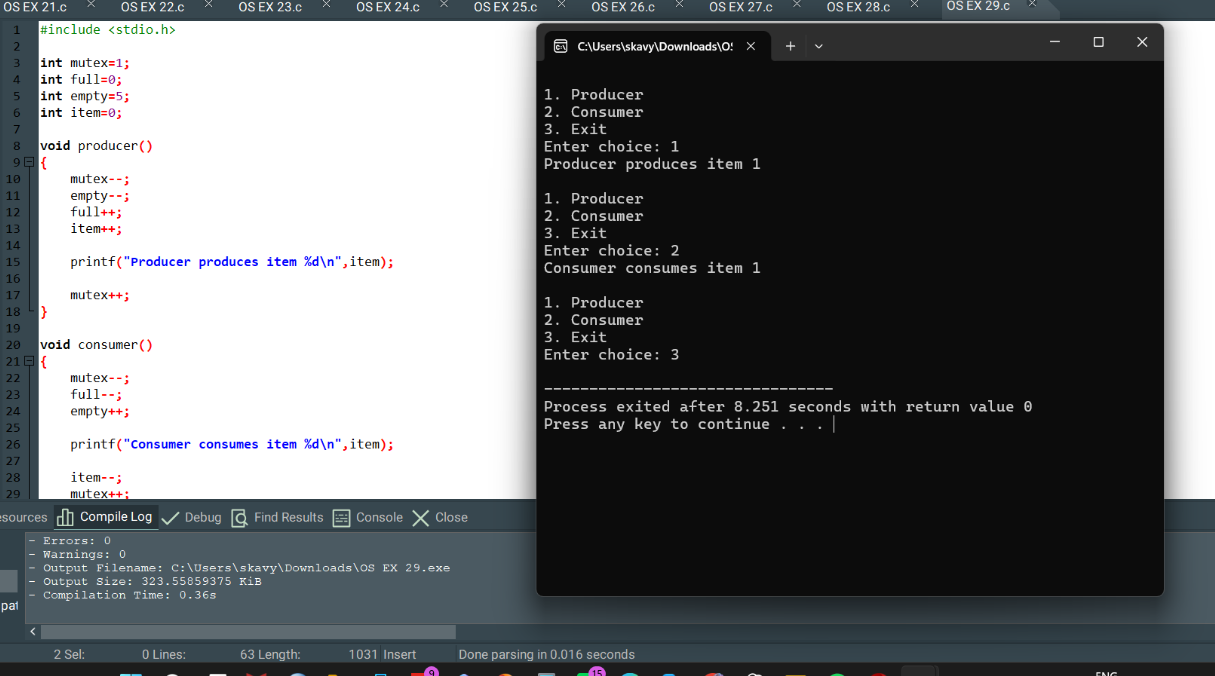 OS EX 21.c OS EX 22.c OS EX 23.c OS EX 24.c OS EX 25.c OS EX 26.c OS EX 27.c OS EX 28.c OS EX 29.c
1 #include <stdio.h>
2
3 int mutex=1;
4 int full=0;
5 int empty=5;
6 int item=0;
7
8 void producer()
9 {
10 mutex--;
11 empty--;
12 full++;
13 item++;
14
15 printf("Producer produces item %d\n",item);
16
17 mutex++;
18 }
19
20 void consumer()
21 {
22 mutex--;
23 full--;
24 empty++;
25
26 printf("Consumer consumes item %d\n",item);
27
28 item--;
29 mutex++;
C:\Users\skavy\Downloads\O!
1. Producer
2. Consumer
3. Exit
Enter choice: 1
Producer produces item 1
1. Producer
2. Consumer
3. Exit
Enter choice: 2
Consumer consumes item 1
1. Producer
2. Consumer
3. Exit
Enter choice: 3
--------------------------------
Process exited after 8.251 seconds with return value 0
Press any key to continue . . .
esources Compile Log Debug Find Results Console Close
- Errors: 0
- Warnings: 0
- Output Filename: C:\Users\skavy\Downloads\OS EX 29.exe
- Output Size: 323.55859375 KiB
- Compilation Time: 0.36s
pat
2 Sel: 0 Lines: 63 Length: 1031 Insert Done parsing in 0.016 seconds
9 15 ENG